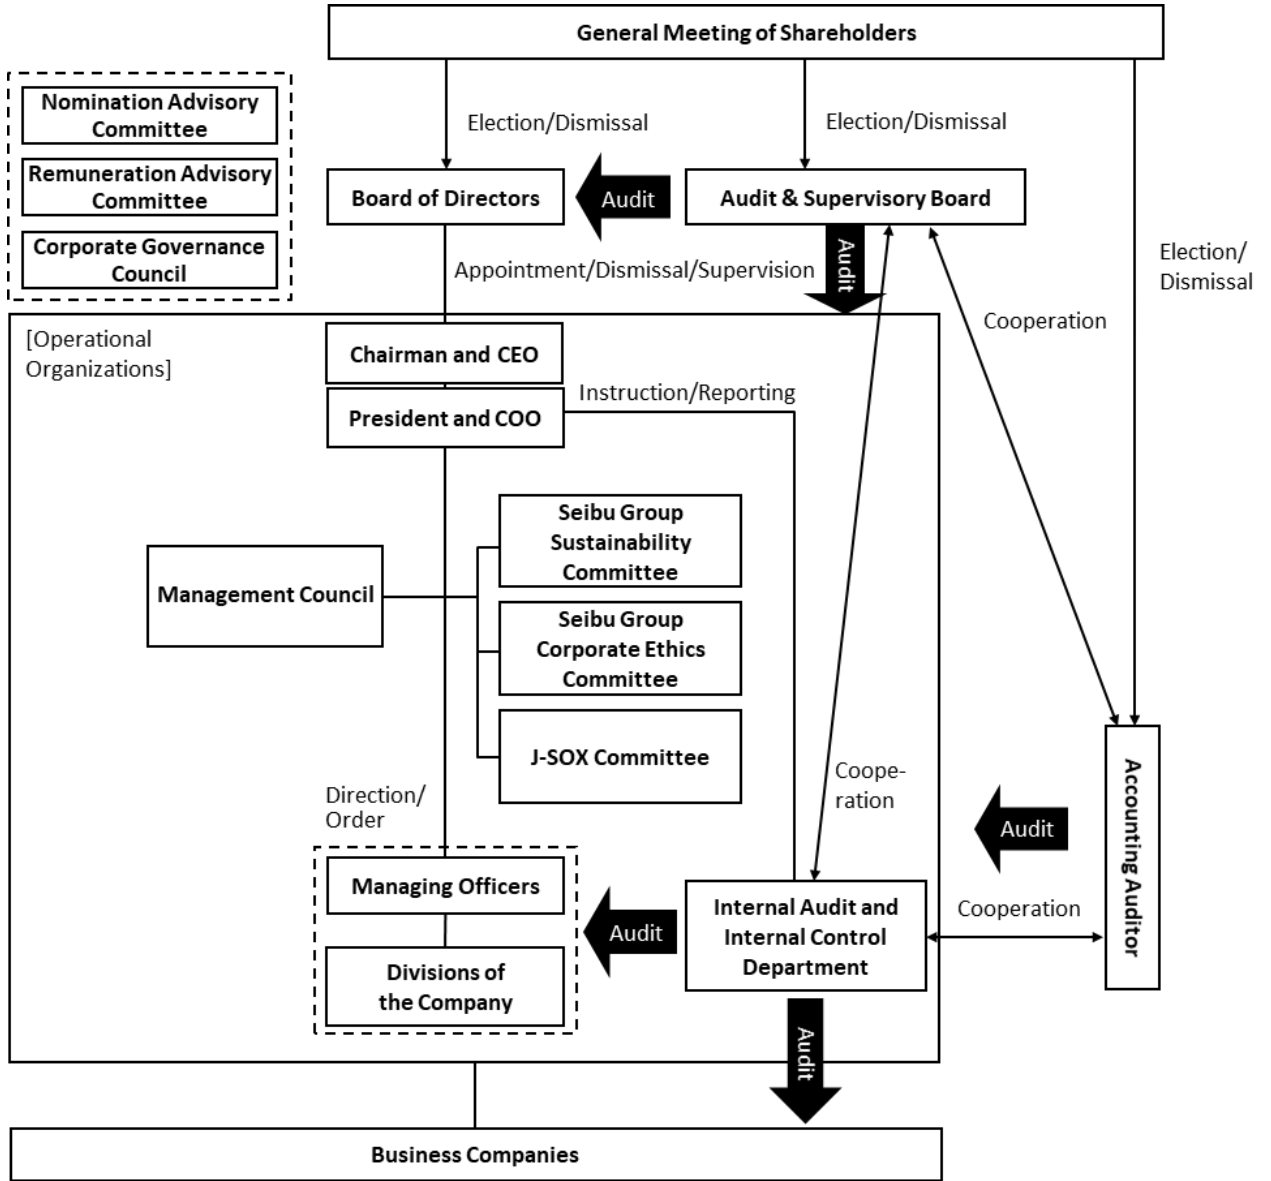 General Meeting of Shareholders
Nomination Advisory
Committee
Remuneration Advisory
Committee
Corporate Governance
Council
Election/Dismissal
Election/Dismissal
Board of Directors
Audit
Audit & Supervisory Board
Election/
Dismissal
Appointment/Dismissal/Supervision
Audit
Cooperation
[Operational
Organizations]
Chairman and CEO
President and COO
Instruction/Reporting
Seibu Group
Sustainability
Committee
Management Council
Seibu Group
Corporate Ethics
Committee
J-SOX Committee
Coope-
ration
Direction/
Order
Audit
Accounting Auditor
Managing Officers
Audit
Internal Audit and
Internal Control
Department
Cooperation
Divisions of
the Company
Audit
Business Companies